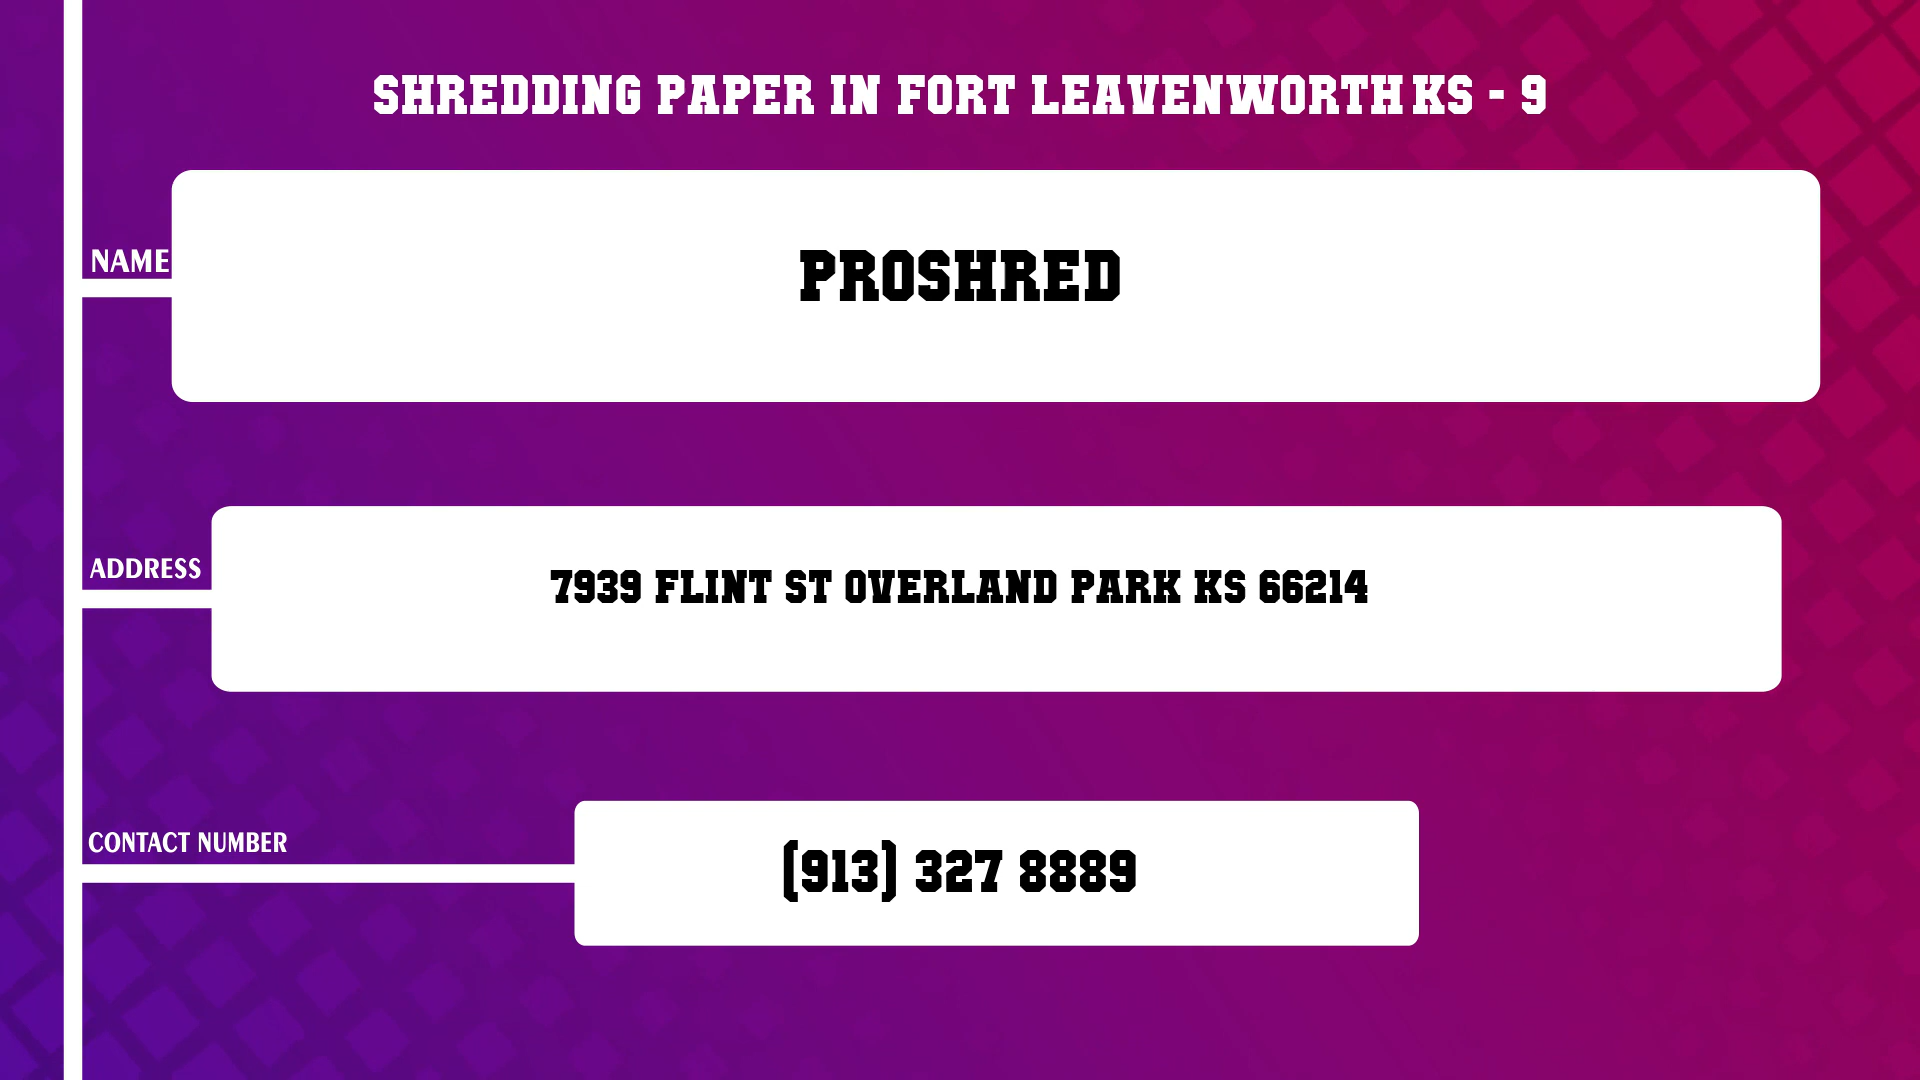 SHREDDING PAPER IN FORT LEAVENWORTH KS - 9
NAME
PROSHRED
ADDRESS
7939 FLINT ST OVERLAND PARK KS 66214
CONTACT NUMBER
(913) 327 8889